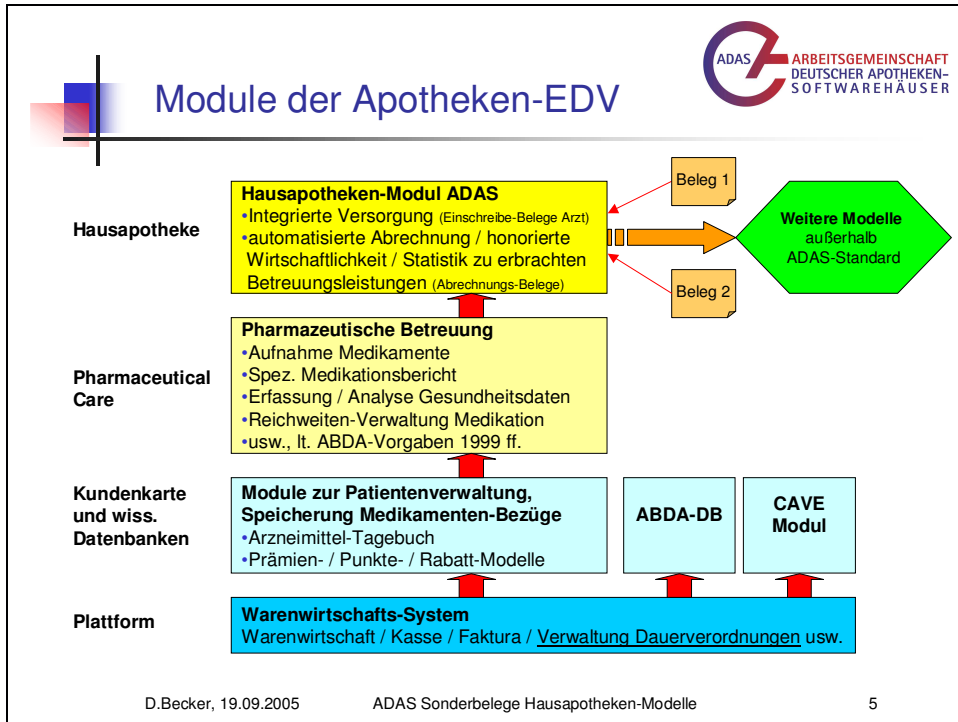 ADAS
ARBEITSGEMEINSCHAFT
DEUTSCHER APOTHEKEN-
SOFTWAREHÄUSER
Module der Apotheken-EDV
Hausapotheke
Hausapotheken-Modul ADAS
•Integrierte Versorgung (Einschreibe-Belege Arzt)
•automatisierte Abrechnung / honorierte
Wirtschaftlichkeit / Statistik zu erbrachten
Betreuungsleistungen (Abrechnungs-Belege)
Beleg 1
Beleg 2
Weitere Modelle
außerhalb
ADAS-Standard
Pharmaceutical
Care
Pharmazeutische Betreuung
•Aufnahme Medikamente
•Spez. Medikationsbericht
•Erfassung / Analyse Gesundheitsdaten
•Reichweiten-Verwaltung Medikation
•usw., lt. ABDA-Vorgaben 1999 ff.
Kundenkarte
und wiss.
Datenbanken
Module zur Patientenverwaltung,
Speicherung Medikamenten-Bezüge
•Arzneimittel-Tagebuch
•Prämien- / Punkte- / Rabatt-Modelle
ABDA-DB
CAVE
Modul
Plattform
Warenwirtschafts-System
Warenwirtschaft / Kasse / Faktura / Verwaltung Dauerverordnungen usw.
D.Becker, 19.09.2005
ADAS Sonderbelege Hausapotheken-Modelle
5